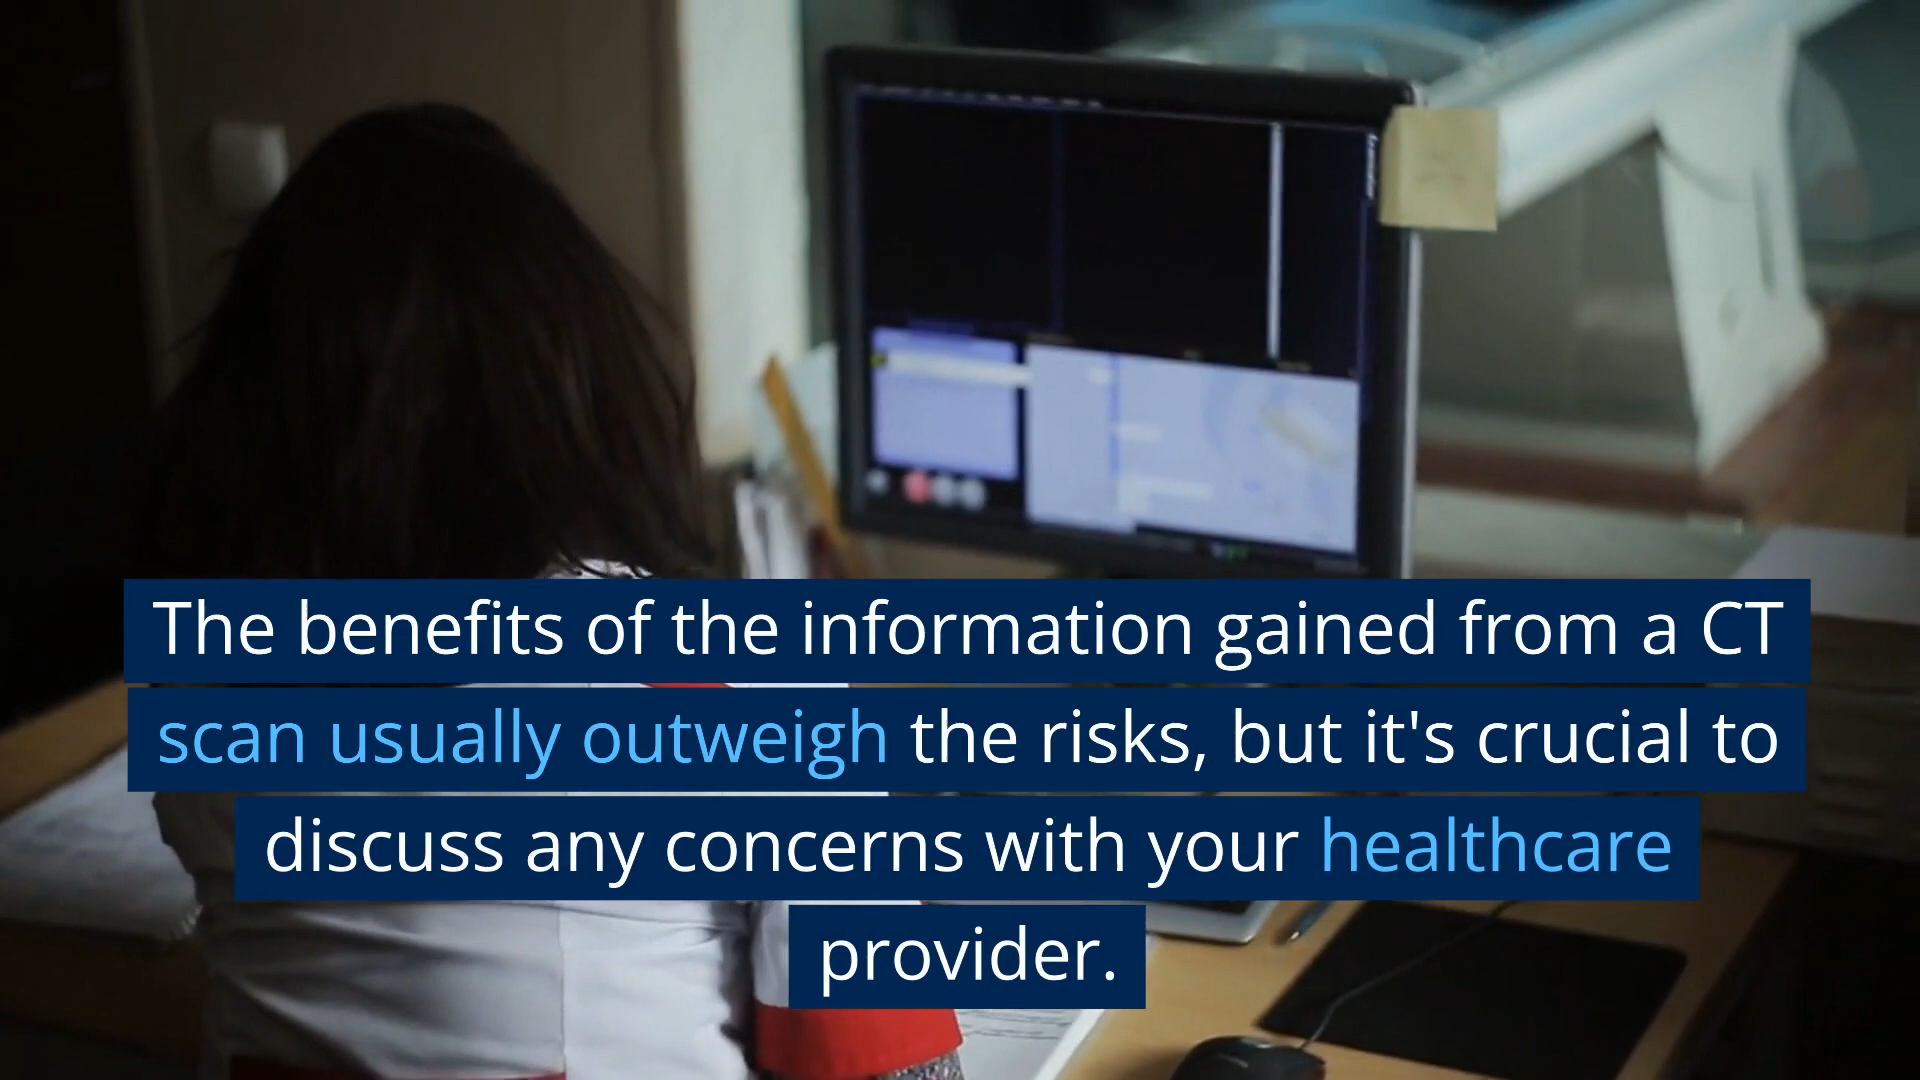 The benefits of the information gained from a CT
scan usually outweigh the risks, but it's crucial to
discuss any concerns with your healthcare
provider.